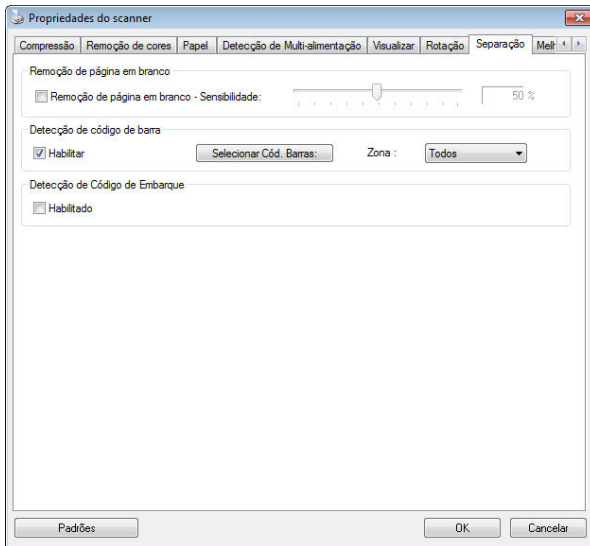 Propriedades do scanner
Compressão Remoção de cores Papel Detecção de Multi-alimentação Visualizar Rotação Separação Melh
Remoção de página em branco
Remoção de página em branco - Sensibilidade: 50 %
Detecção de código de barra
Habilitar Selecionar Cód. Barras: Zona : Todos
Detecção de Código de Embarque
Habilitado
Padrões OK Cancelar